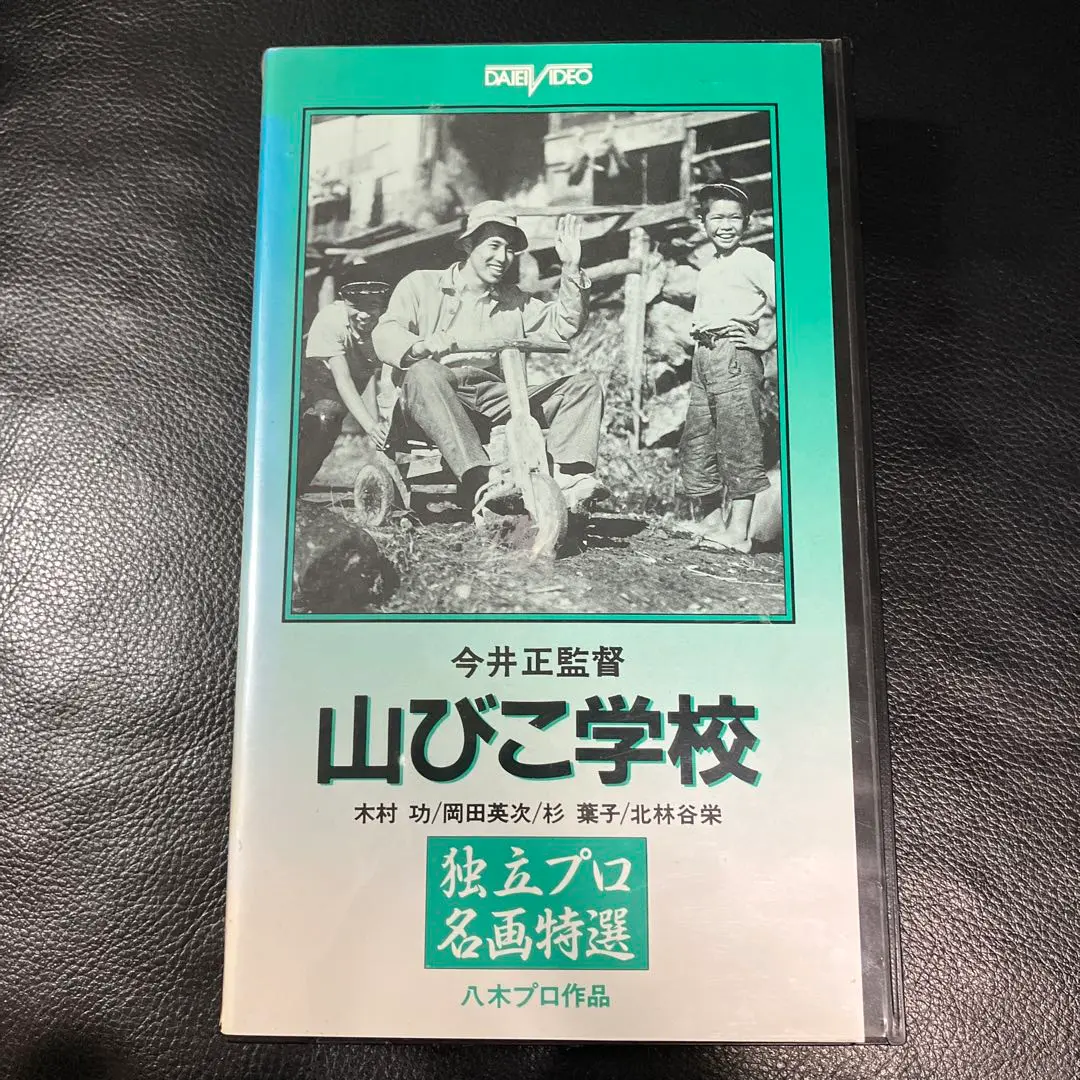 DAIEI VIDEO
今井正監督
山びこ学校
木村 功/岡田英次/杉 葉子/北林谷栄
独立プロ
名画特選
八木プロ作品